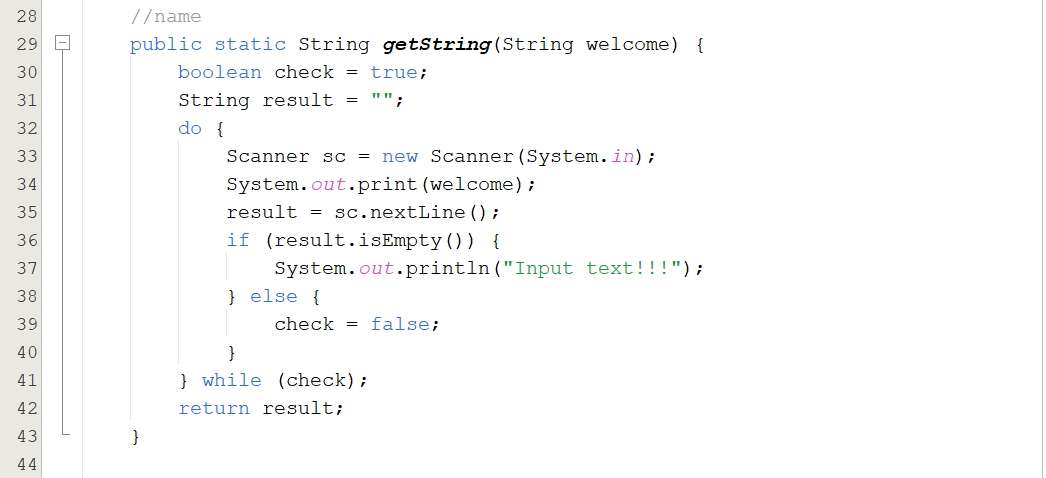 28 //name
29 public static String getString(String welcome) {
30 boolean check = true;
31 String result = "";
32 do {
33 Scanner sc = new Scanner(System.in);
34 System.out.print(welcome);
35 result = sc.nextLine();
36 if (result.isEmpty()) {
37 System.out.println("Input text!!!");
38 } else {
39 check = false;
40 }
41 } while (check);
42 return result;
43 }
44